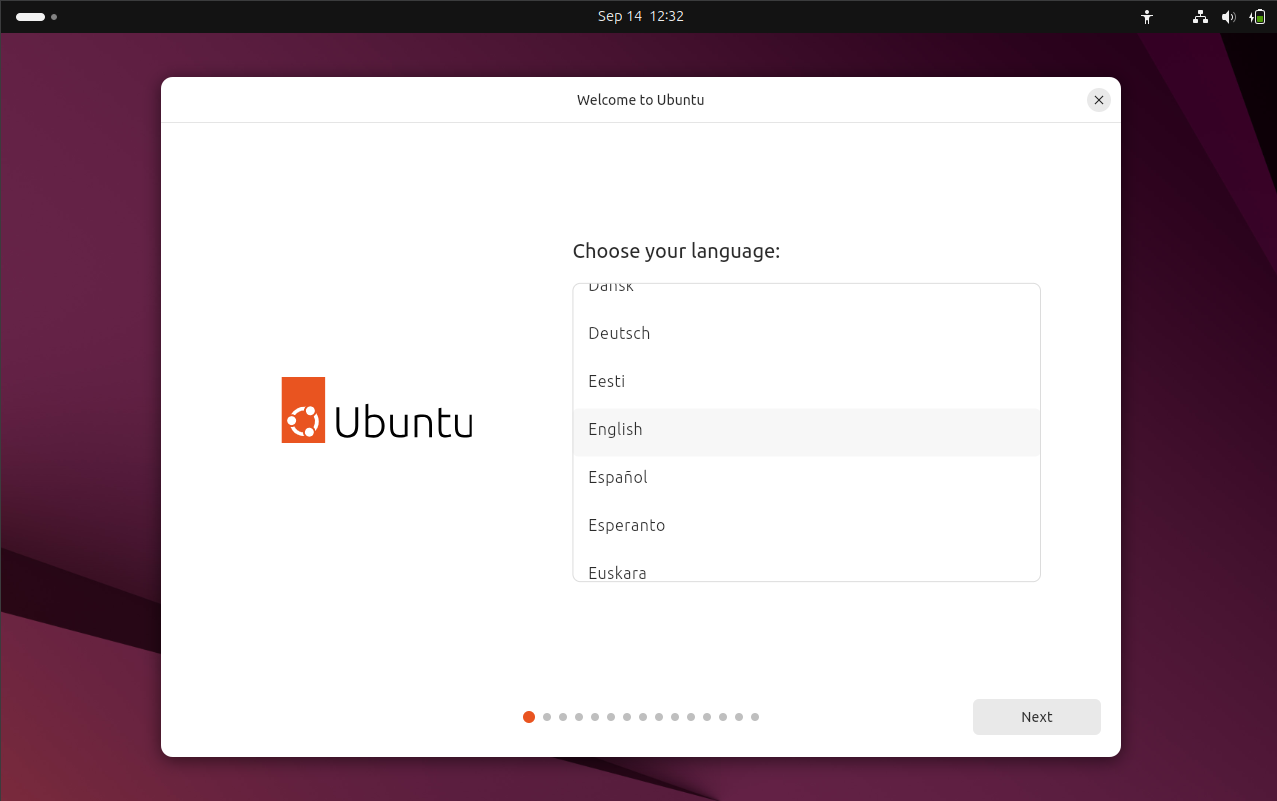 Sep 14 12:32
Welcome to Ubuntu
Choose your language:
Dansk
Deutsch
Eesti
English
Español
Esperanto
Euskara
Ubuntu
Next